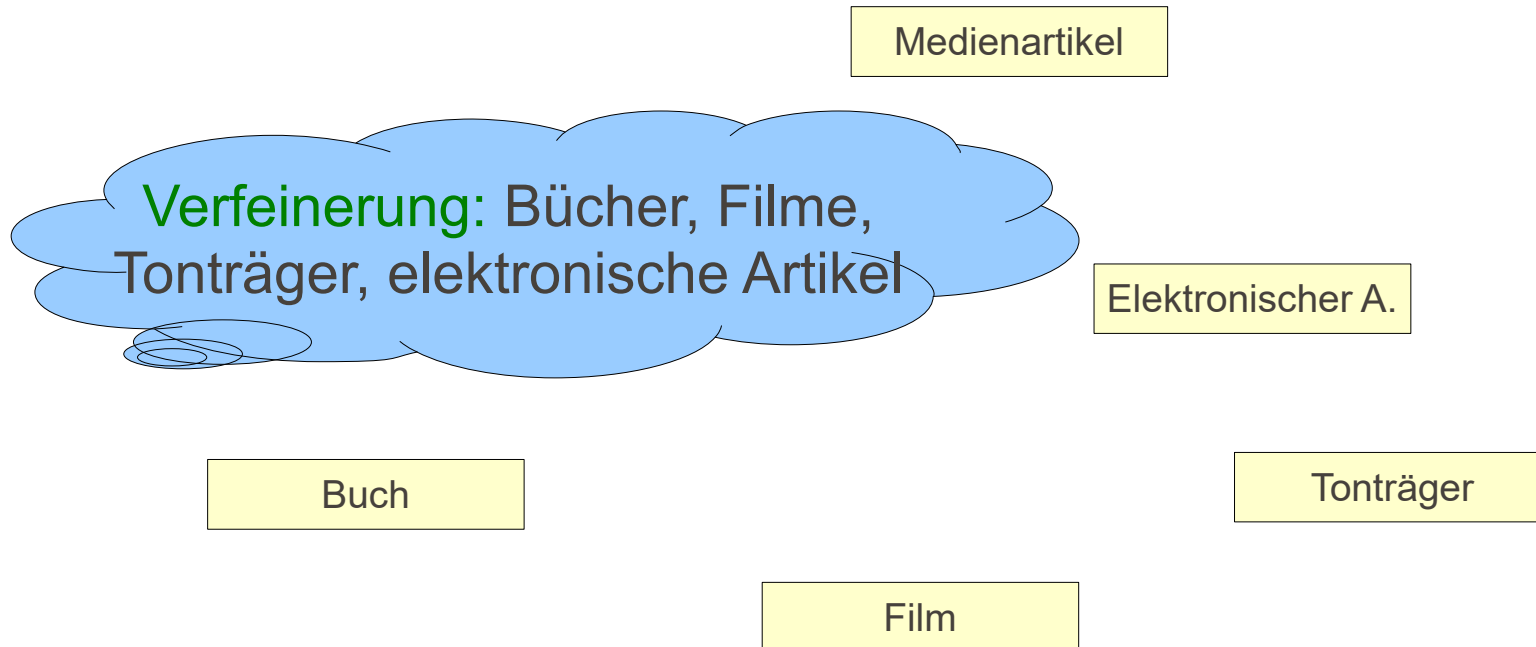 Medienartikel
Verfeinerung: Bücher, Filme,
Tonträger, elektronische Artikel
Elektronischer A.
Buch
Tonträger
Film